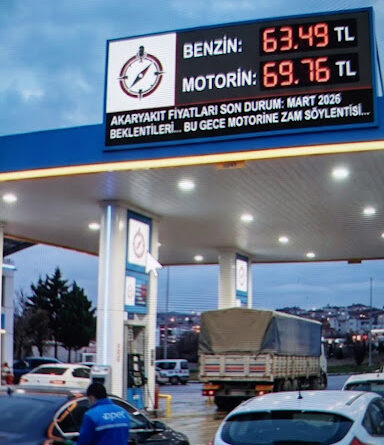 BENZİN: 63.49 TL
MOTORİN: 69.76 TL
AKARYAKIT FİYATLARI SON DURUM: MART 2026
BEKLENTİLERİ... BU GECE MOTORİNE ZAM SÖYLENTİSİ...
opet